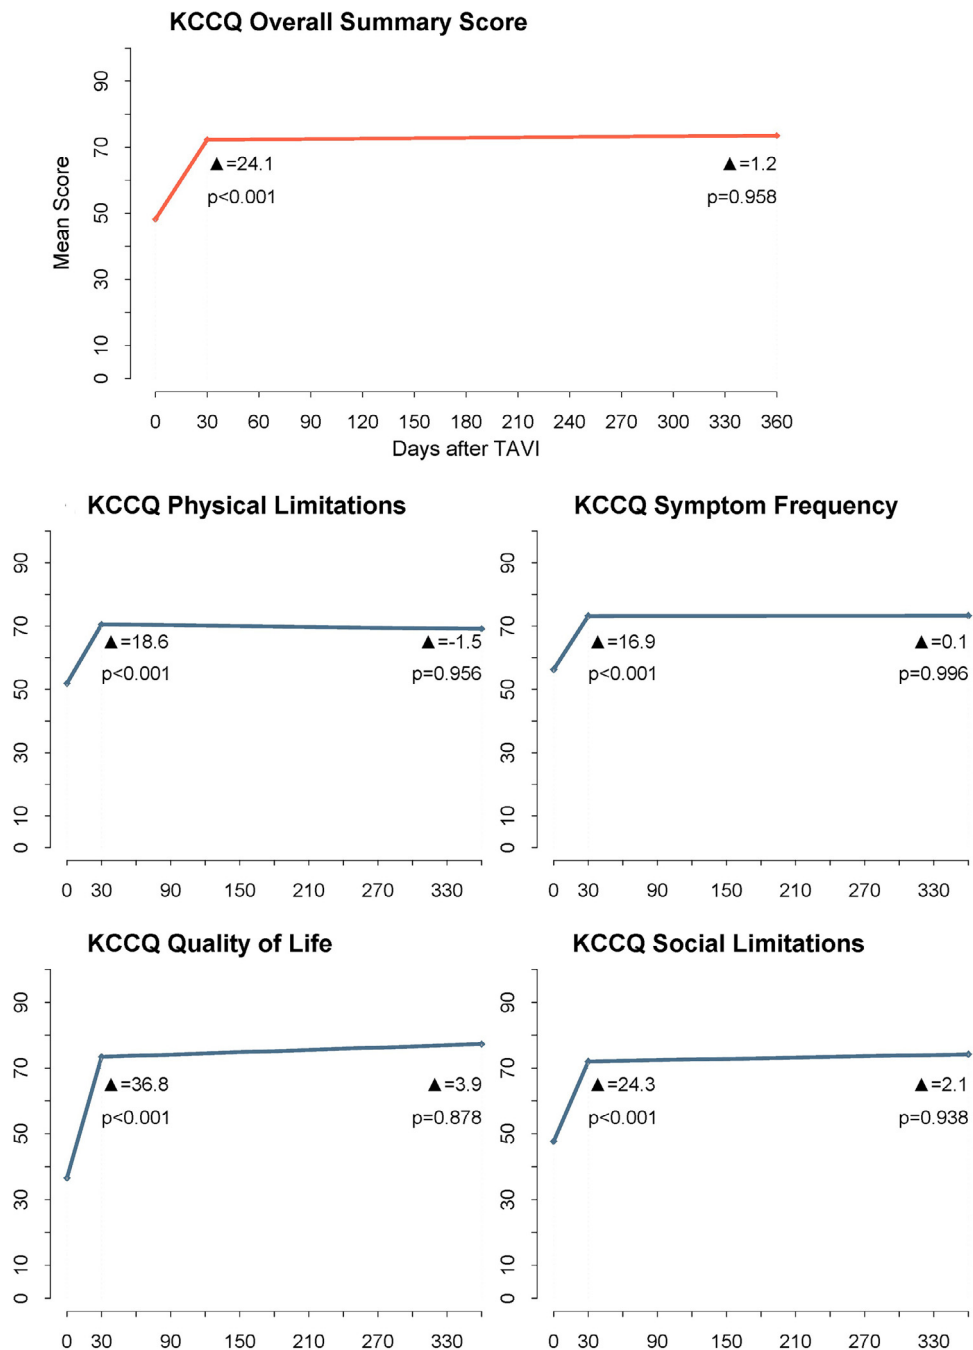 KCCQ Overall Summary Score
90
70
50
30
10
0
Mean Score
▲=24.1
p<0.001
▲=1.2
p=0.958
0 30 60 90 120 150 180 210 240 270 300 330 360
Days after TAVI
KCCQ Physical Limitations
90
70
50
30
10
0
▲=18.6
p<0.001
▲=-1.5
p=0.956
0 30 90 150 210 270 330
KCCQ Symptom Frequency
90
70
50
30
10
0
▲=16.9
p<0.001
▲=0.1
p=0.996
0 30 90 150 210 270 330
KCCQ Quality of Life
90
70
50
30
10
0
▲=36.8
p<0.001
▲=3.9
p=0.878
0 30 90 150 210 270 330
KCCQ Social Limitations
90
70
50
30
10
0
▲=24.3
p<0.001
▲=2.1
p=0.938
0 30 90 150 210 270 330